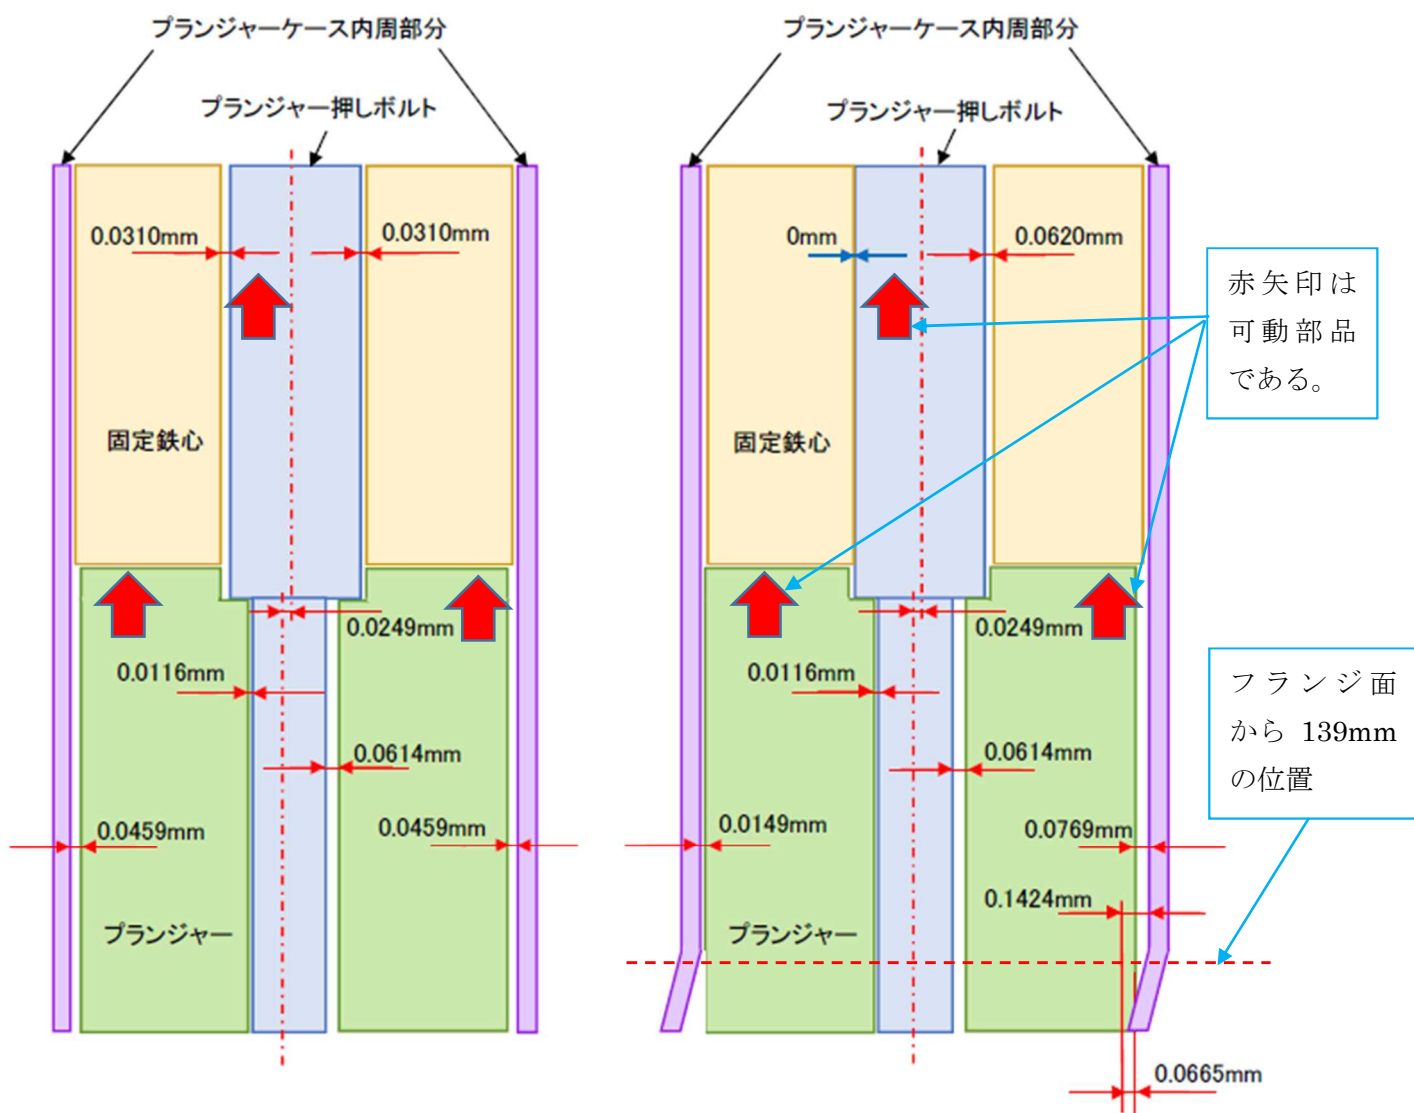 プランジャーケース内周部分
プランジャー押しボルト
0.0310mm
0.0310mm
固定鉄心
0.0249mm
0.0116mm
0.0614mm
0.0459mm
0.0459mm
プランジャー
プランジャーケース内周部分
プランジャー押しボルト
0mm
0.0620mm
固定鉄心
0.0249mm
0.0116mm
0.0614mm
0.0149mm
0.0769mm
0.1424mm
プランジャー
0.0665mm
赤矢印は
可動部品
である。
フランジ面
から 139mm
の位置